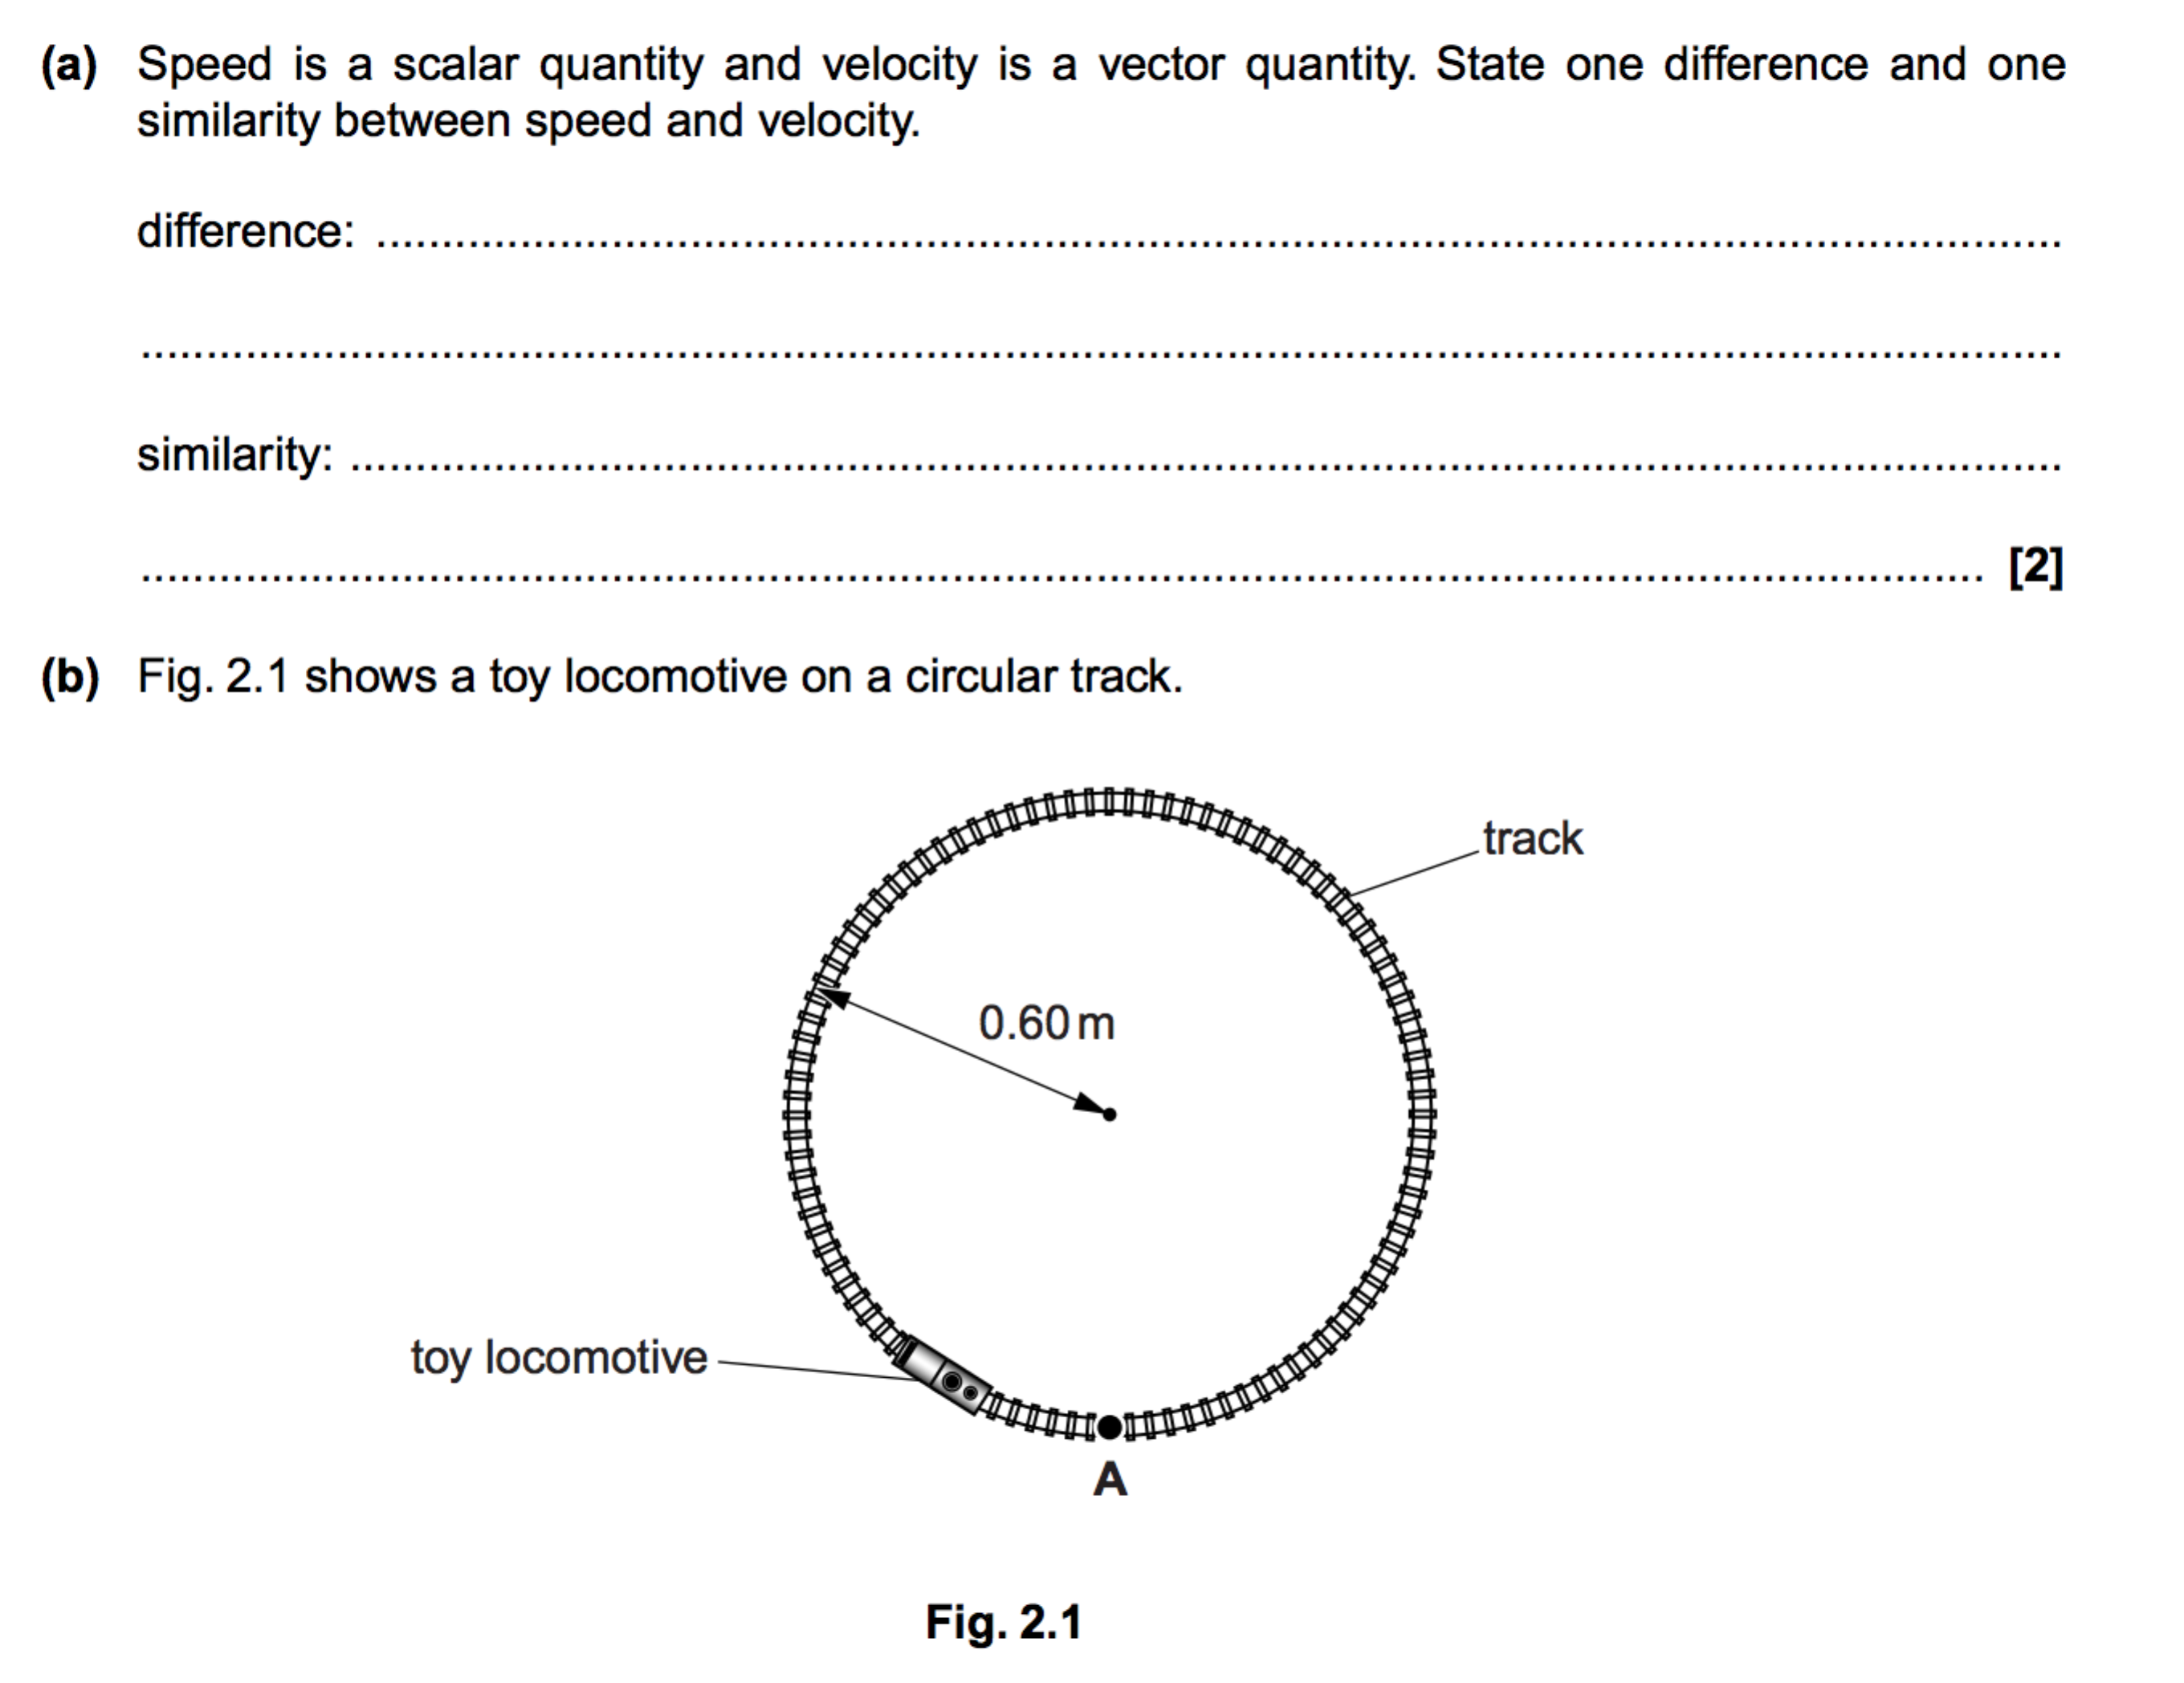 (a) Speed is a scalar quantity and velocity is a vector quantity. State one difference and one
similarity between speed and velocity.
difference: ..........................................................................................................
..........................................................................................................................
similarity: ............................................................................................................
.................................................................................................................... [2]
(b) Fig. 2.1 shows a toy locomotive on a circular track.
track
0.60 m
toy locomotive
A
Fig. 2.1